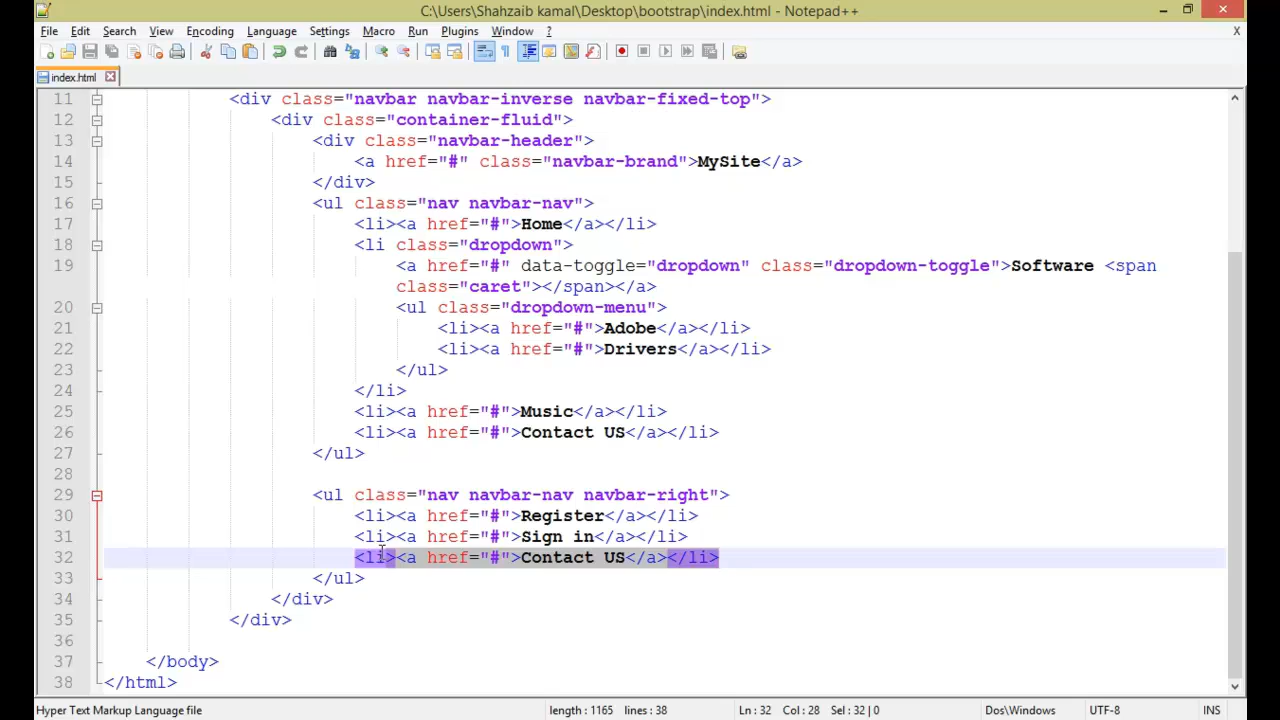 C:\Users\Shahzaib kamal\Desktop\bootstrap\index.html - Notepad++
File Edit Search View Encoding Language Settings Macro Run Plugins Window ? X
index.html
11 <div class="navbar navbar-inverse navbar-fixed-top">
12 <div class="container-fluid">
13 <div class="navbar-header">
14 <a href="#" class="navbar-brand">MySite</a>
15 </div>
16 <ul class="nav navbar-nav">
17 <li><a href="#">Home</a></li>
18 <li class="dropdown">
19 <a href="#" data-toggle="dropdown" class="dropdown-toggle">Software <span
class="caret"></span></a>
20 <ul class="dropdown-menu">
21 <li><a href="#">Adobe</a></li>
22 <li><a href="#">Drivers</a></li>
23 </ul>
24 </li>
25 <li><a href="#">Music</a></li>
26 <li><a href="#">Contact US</a></li>
27 </ul>
28
29 <ul class="nav navbar-nav navbar-right">
30 <li><a href="#">Register</a></li>
31 <li><a href="#">Sign in</a></li>
32 <li><a href="#">Contact US</a></li>
33 </ul>
34 </div>
35 </div>
36
37 </body>
38 </html>
Hyper Text Markup Language file length : 1165 lines : 38 Ln : 32 Col : 28 Sel : 32 | 0 Dos\Windows UTF-8 INS